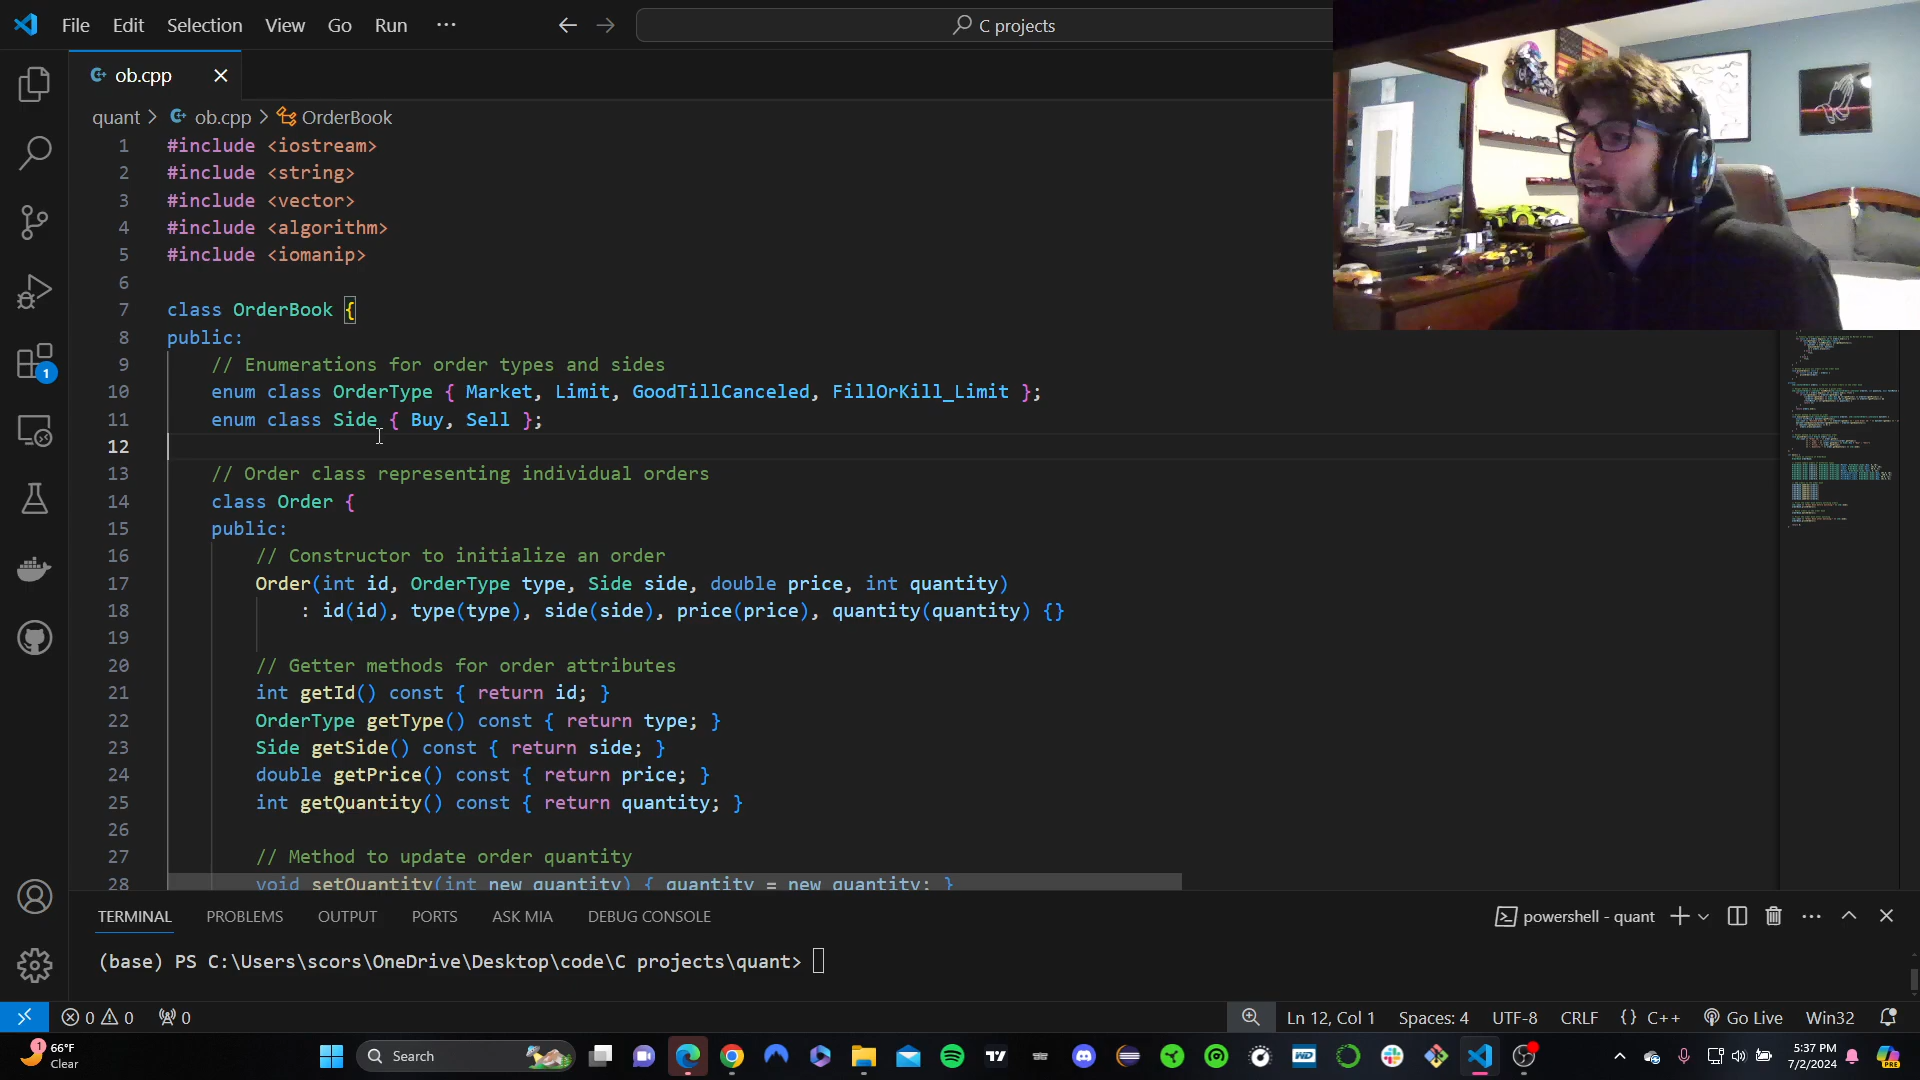 File Edit Selection View Go Run ···
C projects
ob.cpp
quant > ob.cpp > OrderBook
1 #include <iostream>
2 #include <string>
3 #include <vector>
4 #include <algorithm>
5 #include <iomanip>
6
7 class OrderBook {
8 public:
9 // Enumerations for order types and sides
10 enum class OrderType { Market, Limit, GoodTillCanceled, FillOrKill_Limit };
11 enum class Side { Buy, Sell };
12
13 // Order class representing individual orders
14 class Order {
15 public:
16 // Constructor to initialize an order
17 Order(int id, OrderType type, Side side, double price, int quantity)
18 : id(id), type(type), side(side), price(price), quantity(quantity) {}
19
20 // Getter methods for order attributes
21 int getId() const { return id; }
22 OrderType getType() const { return type; }
23 Side getSide() const { return side; }
24 double getPrice() const { return price; }
25 int getQuantity() const { return quantity; }
26
27 // Method to update order quantity
28 void setQuantity(int new_quantity) { quantity = new_quantity; }
1
TERMINAL PROBLEMS OUTPUT PORTS ASK MIA DEBUG CONSOLE
powershell - quant
(base) PS C:\Users\scors\OneDrive\Desktop\code\C projects\quant>
0 0 0
Ln 12, Col 1 Spaces: 4 UTF-8 CRLF {} C++ Go Live Win32
1
66°F
Clear
Search
5:37 PM
7/2/2024